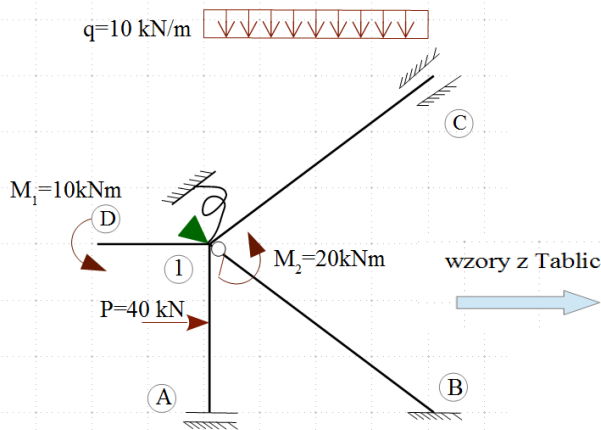 q=10 kN/m
C
M₁=10kNm
D
1
M₂=20kNm
wzory z Tablic
P=40 kN
A
B